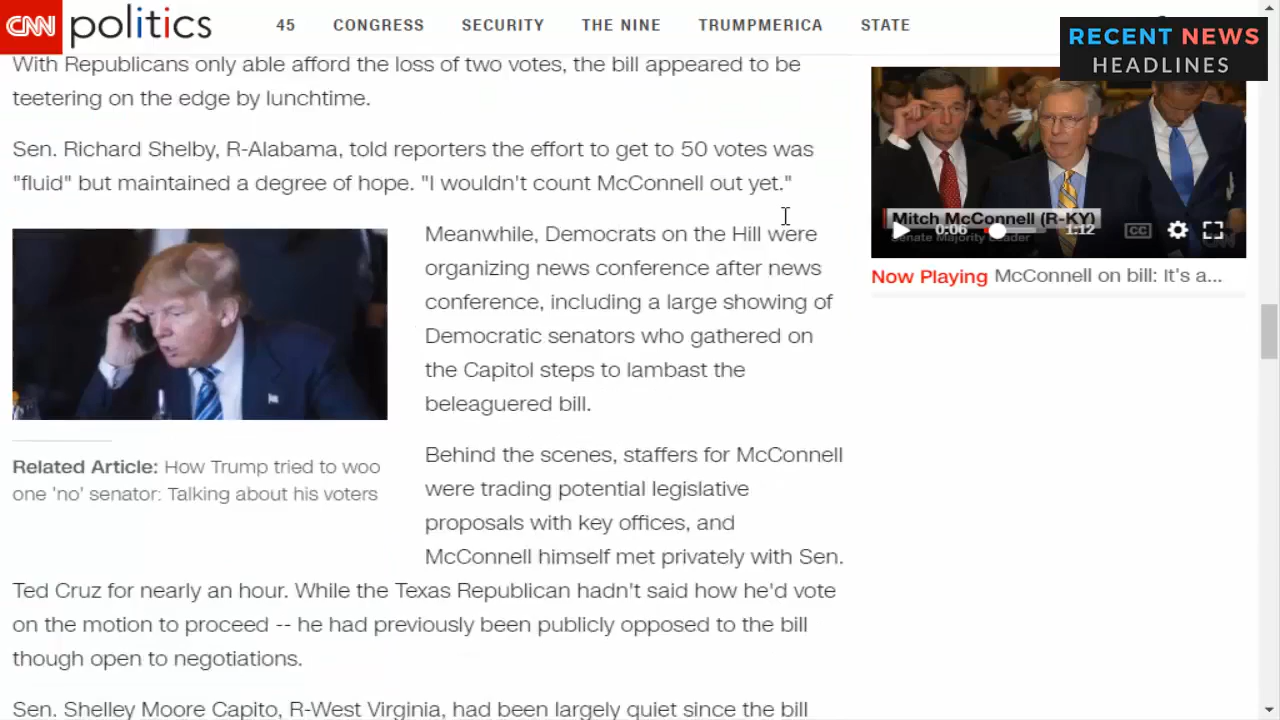 CNN politics 45 CONGRESS SECURITY THE NINE TRUMPMERICA STATE
RECENT NEWS
HEADLINES
With Republicans only able afford the loss of two votes, the bill appeared to be
teetering on the edge by lunchtime.
Sen. Richard Shelby, R-Alabama, told reporters the effort to get to 50 votes was
"fluid" but maintained a degree of hope. "I wouldn't count McConnell out yet."
Meanwhile, Democrats on the Hill were
organizing news conference after news
conference, including a large showing of
Democratic senators who gathered on
the Capitol steps to lambast the
beleaguered bill.
Related Article: How Trump tried to woo
one 'no' senator: Talking about his voters
Behind the scenes, staffers for McConnell
were trading potential legislative
proposals with key offices, and
McConnell himself met privately with Sen.
Ted Cruz for nearly an hour. While the Texas Republican hadn't said how he'd vote
on the motion to proceed -- he had previously been publicly opposed to the bill
though open to negotiations.
Sen. Shelley Moore Capito, R-West Virginia, had been largely quiet since the bill
Mitch McConnell (R-KY)
Senate Majority Leader
0:06 1:12 CC
Now Playing McConnell on bill: It's a...